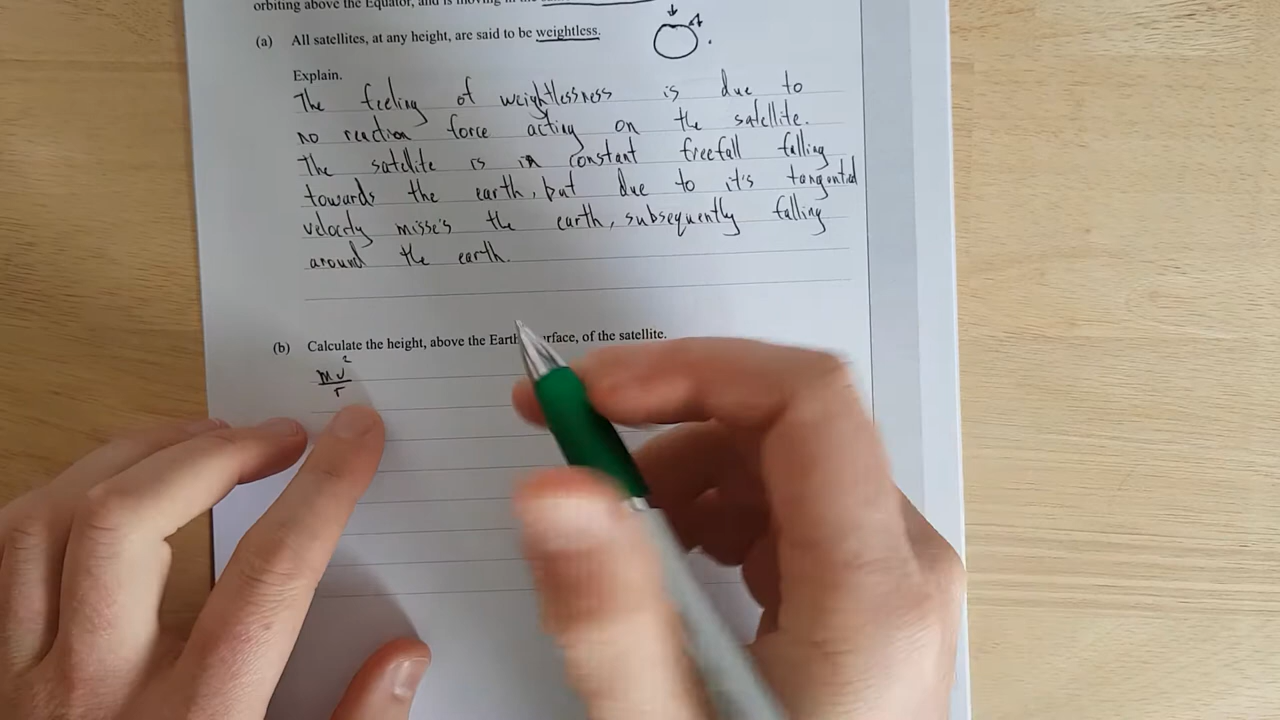 orbiting above the Equator, and is moving in the
(a) All satellites, at any height, are said to be weightless.
Explain.
The feeling of weightlessness is due to
no reaction force acting on the satellite.
The satelite is in constant freefall falling
towards the earth, but due to it's tangential
velocity misse's the earth, subsequently falling
around the earth.
(b) Calculate the height, above the Earth surface, of the satellite.
mv²
r